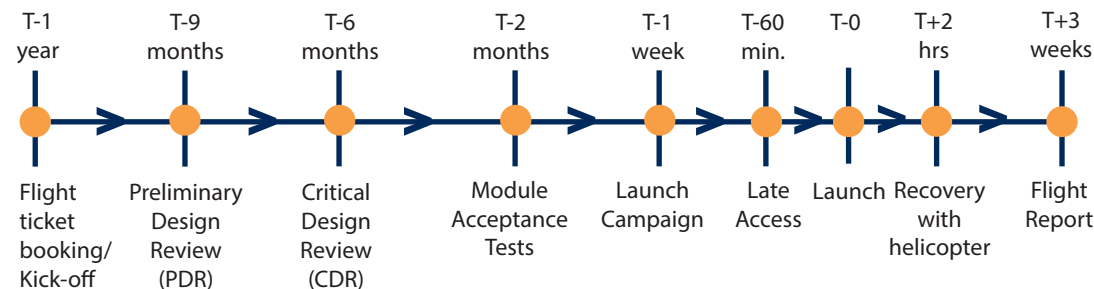 T-1
year
T-9
months
T-6
months
T-2
months
T-1
week
T-60
min.
T-0
T+2
hrs
T+3
weeks
Flight
ticket
booking/
Kick-off
Preliminary
Design
Review
(PDR)
Critical
Design
Review
(CDR)
Module
Acceptance
Tests
Launch
Campaign
Late
Access
Launch
Recovery
with
helicopter
Flight
Report